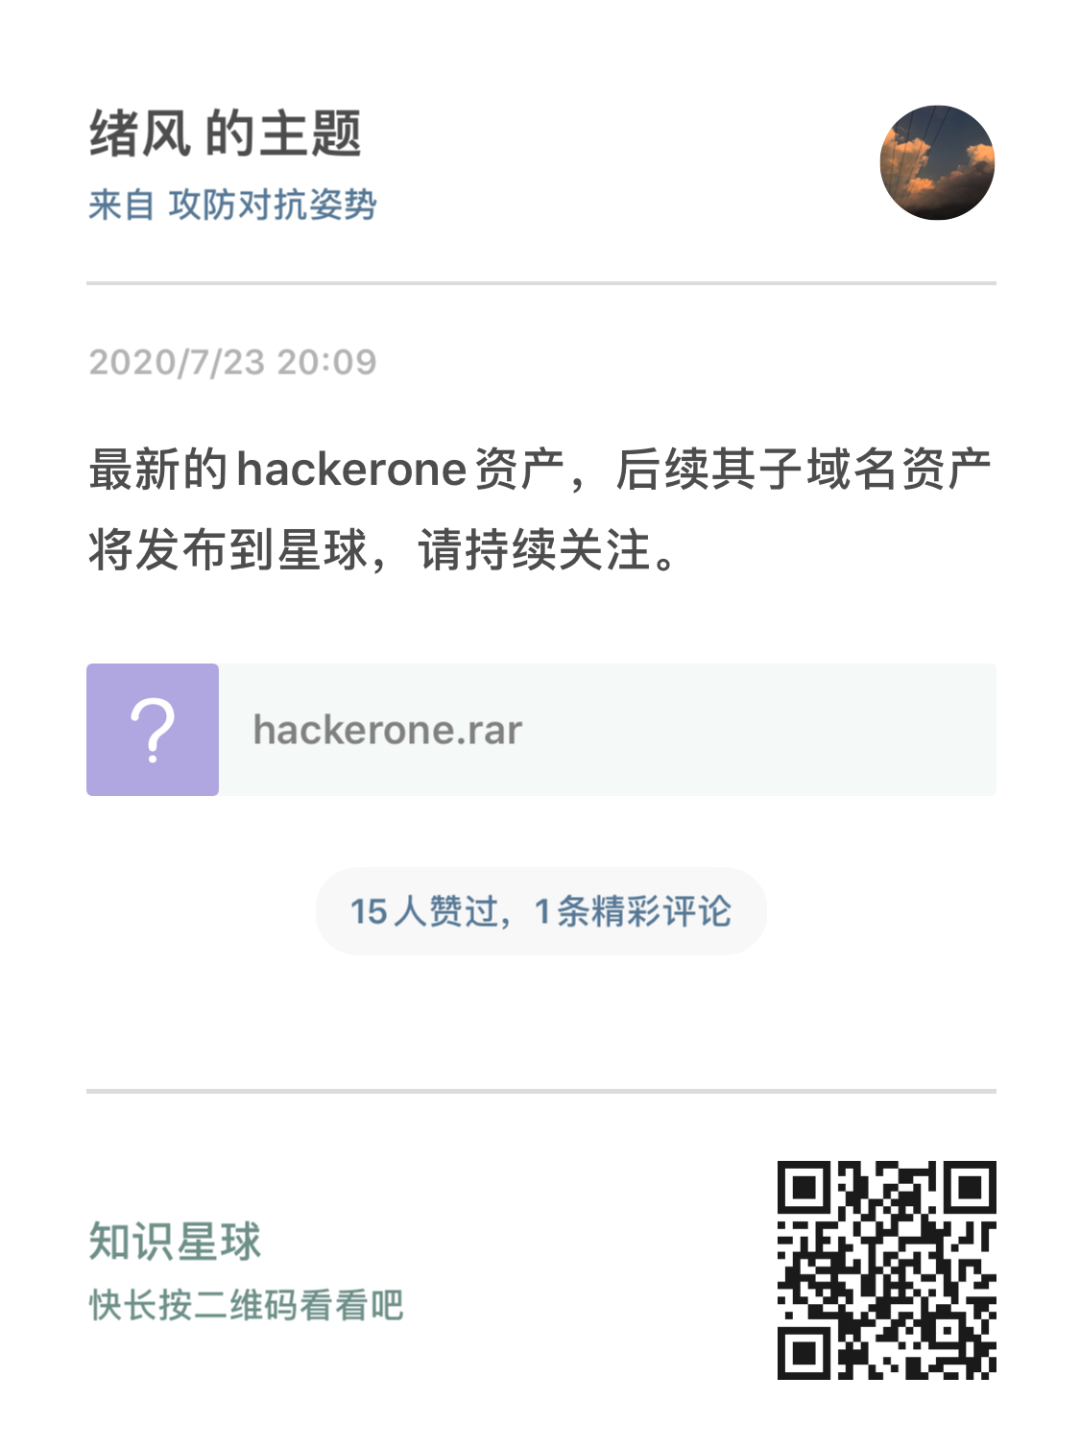 绪风 的主题
来自 攻防对抗姿势
2020/7/23 20:09
最新的hackerone资产，后续其子域名资产
将发布到星球，请持续关注。
?
hackerone.rar
15人赞过，1条精彩评论
知识星球
快长按二维码看看吧